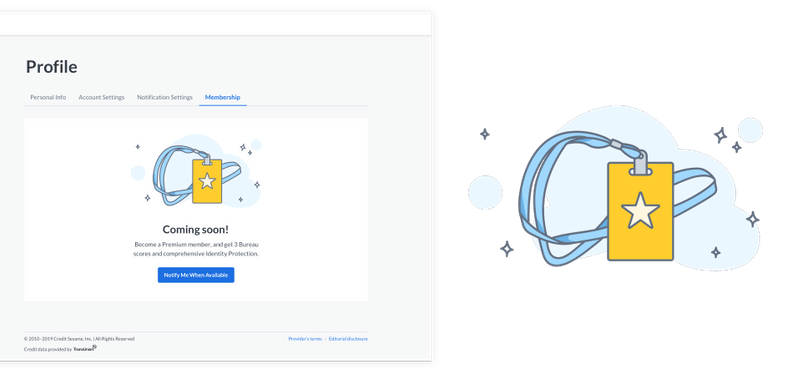 Profile
Personal Info Account Settings Notification Settings Membership
Coming soon!
Become a Premium member, and get 3 Bureau
scores and comprehensive Identity Protection.
Notify Me When Available
© 2010-2019 Credit Sesame, Inc. | All Rights Reserved Provider's terms Editorial disclosure
Credit data provided by TransUnion